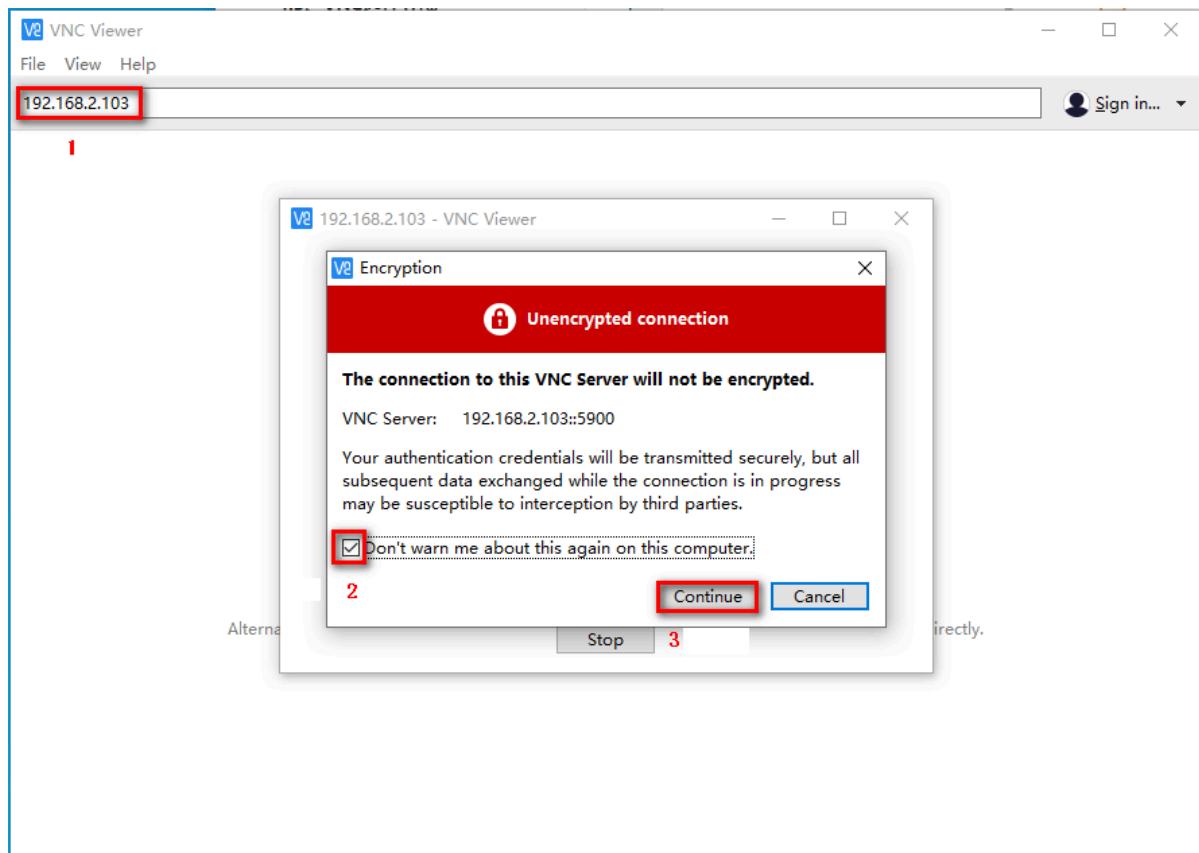 VNC Viewer
File View Help
192.168.2.103
Sign in...
1
192.168.2.103 - VNC Viewer
Encryption
Unencrypted connection
The connection to this VNC Server will not be encrypted.
VNC Server: 192.168.2.103::5900
Your authentication credentials will be transmitted securely, but all
subsequent data exchanged while the connection is in progress
may be susceptible to interception by third parties.
Don't warn me about this again on this computer.
2
Continue Cancel
Stop
3